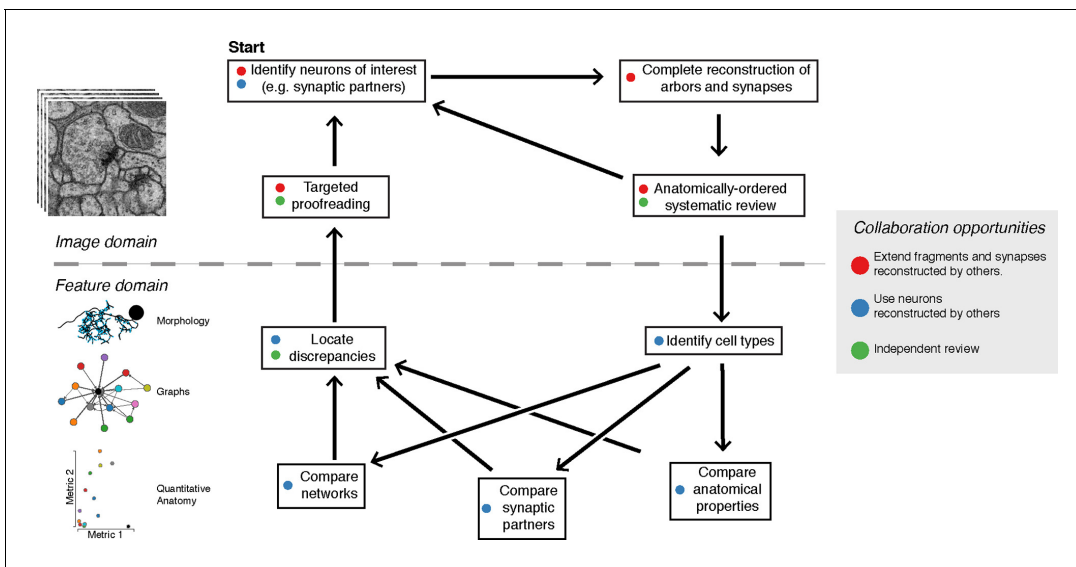 Start
Identify neurons of interest
(e.g. synaptic partners)
Complete reconstruction of
arbors and synapses
Targeted
proofreading
Anatomically-ordered
systematic review
Image domain
Feature domain
Morphology
Graphs
Metric 2
Metric 1
Quantitative
Anatomy
Locate
discrepancies
Identify cell types
Compare
networks
Compare
synaptic
partners
Compare
anatomical
properties
Collaboration opportunities
Extend fragments and synapses
reconstructed by others.
Use neurons
reconstructed by others
Independent review